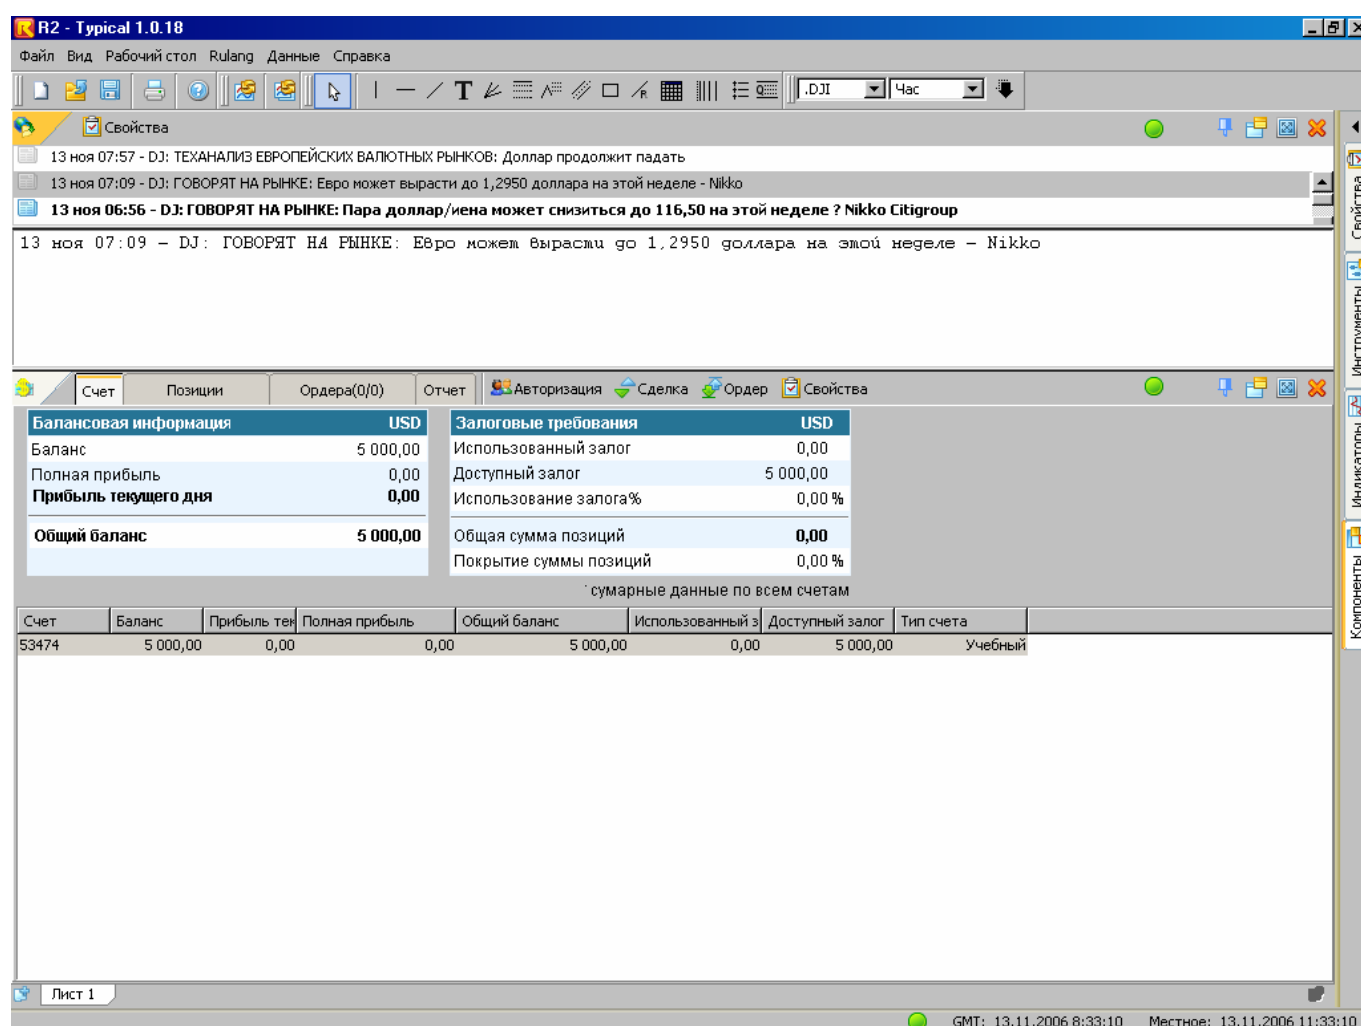 R2 - Typical 1.0.18
Файл Вид Рабочий стол Rulang Данные Справка
.DJI Час
Свойства
13 ноя 07:57 - DJ: ТЕХАНАЛИЗ ЕВРОПЕЙСКИХ ВАЛЮТНЫХ РЫНКОВ: Доллар продолжит падать
13 ноя 07:09 - DJ: ГОВОРЯТ НА РЫНКЕ: Евро может вырасти до 1,2950 доллара на этой неделе - Nikko
13 ноя 06:56 - DJ: ГОВОРЯТ НА РЫНКЕ: Пара доллар/иена может снизиться до 116,50 на этой неделе ? Nikko Citigroup
13 ноя 07:09 – DJ: ГОВОРЯТ НА РЫНКЕ: Евро может вырасти до 1,2950 доллара на этой неделе – Nikko
Счет Позиции Ордера(0/0) Отчет Авторизация Сделка Ордер Свойства
Балансовая информация USD
Баланс 5 000,00
Полная прибыль 0,00
Прибыль текущего дня 0,00
Общий баланс 5 000,00
Залоговые требования USD
Использованный залог 0,00
Доступный залог 5 000,00
Использование залога% 0,00 %
Общая сумма позиций 0,00
Покрытие суммы позиций 0,00 %
сумарные данные по всем счетам
Счет Баланс Прибыль тек Полная прибыль Общий баланс Использованный з Доступный залог Тип счета
53474 5 000,00 0,00 0,00 5 000,00 0,00 5 000,00 Учебный
Свойства
Инструменты
Индикаторы
Компоненты
Лист 1
GMT: 13.11.2006 8:33:10 Местное: 13.11.2006 11:33:10